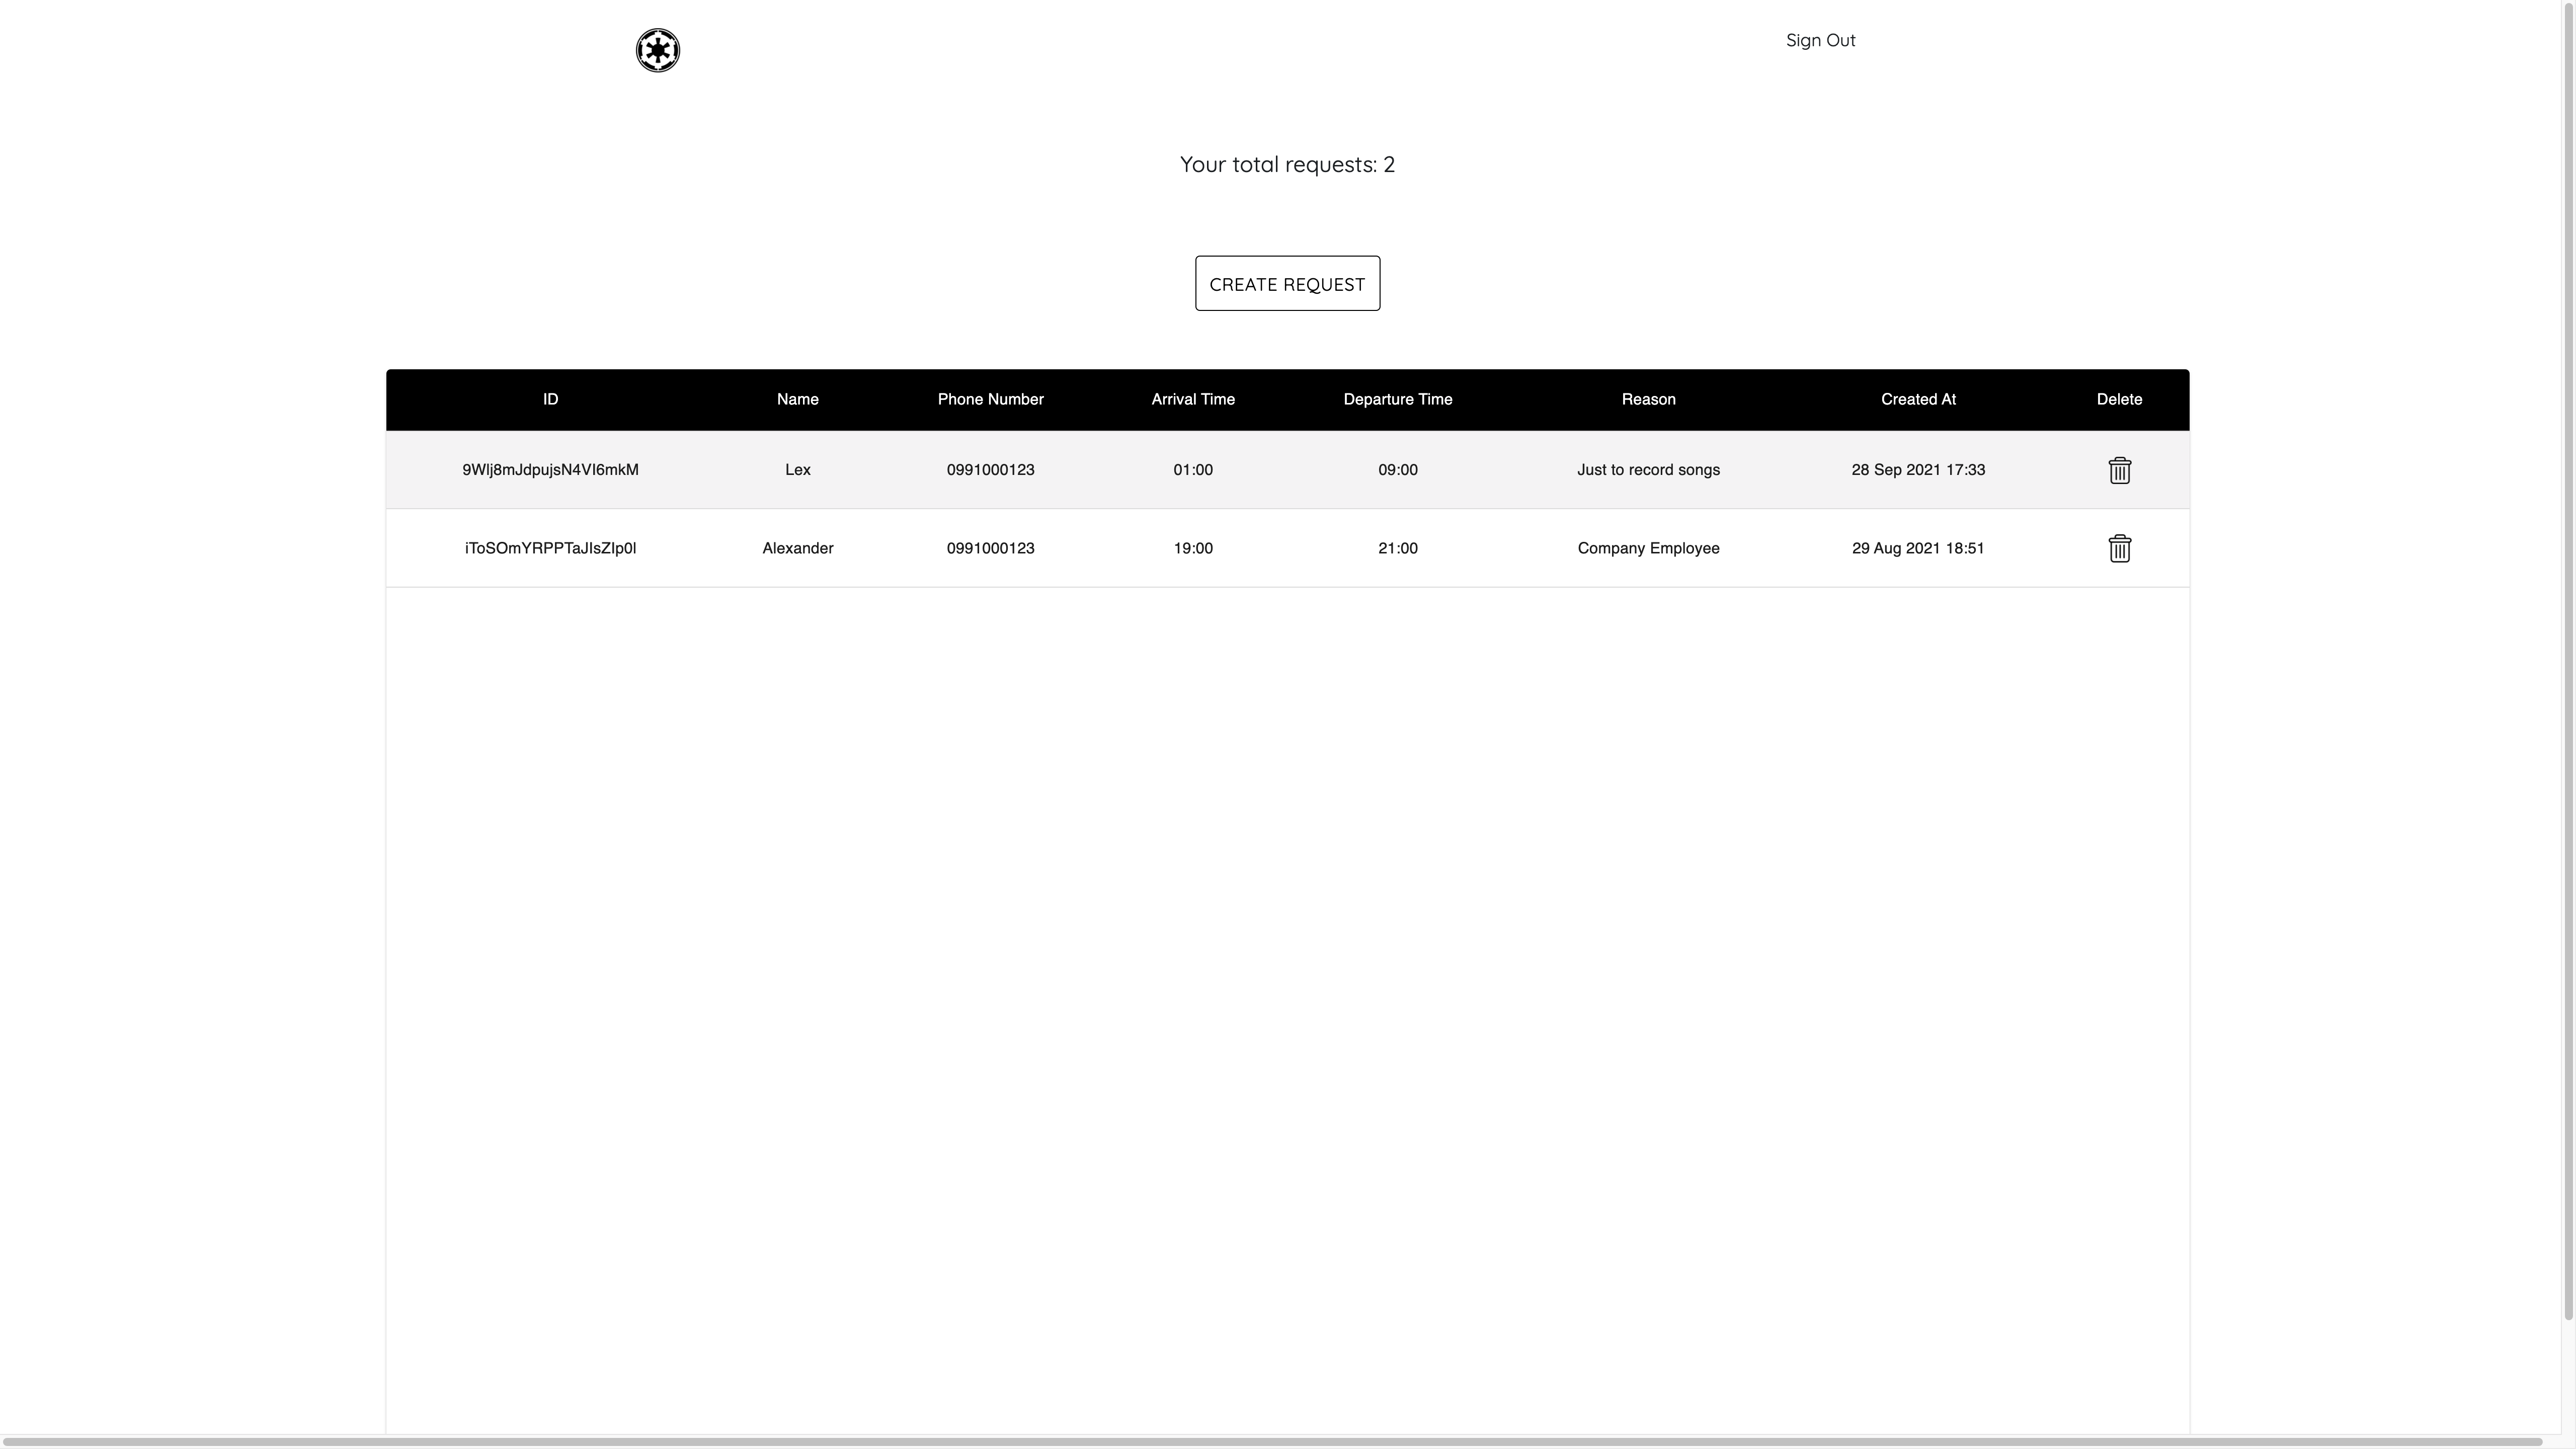 Sign Out
Your total requests: 2
CREATE REQUEST
ID Name Phone Number Arrival Time Departure Time Reason Created At Delete
9Wlj8mJdpujsN4VI6mkM Lex 0991000123 01:00 09:00 Just to record songs 28 Sep 2021 17:33
iToSOmYRPPTaJIsZIp0l Alexander 0991000123 19:00 21:00 Company Employee 29 Aug 2021 18:51